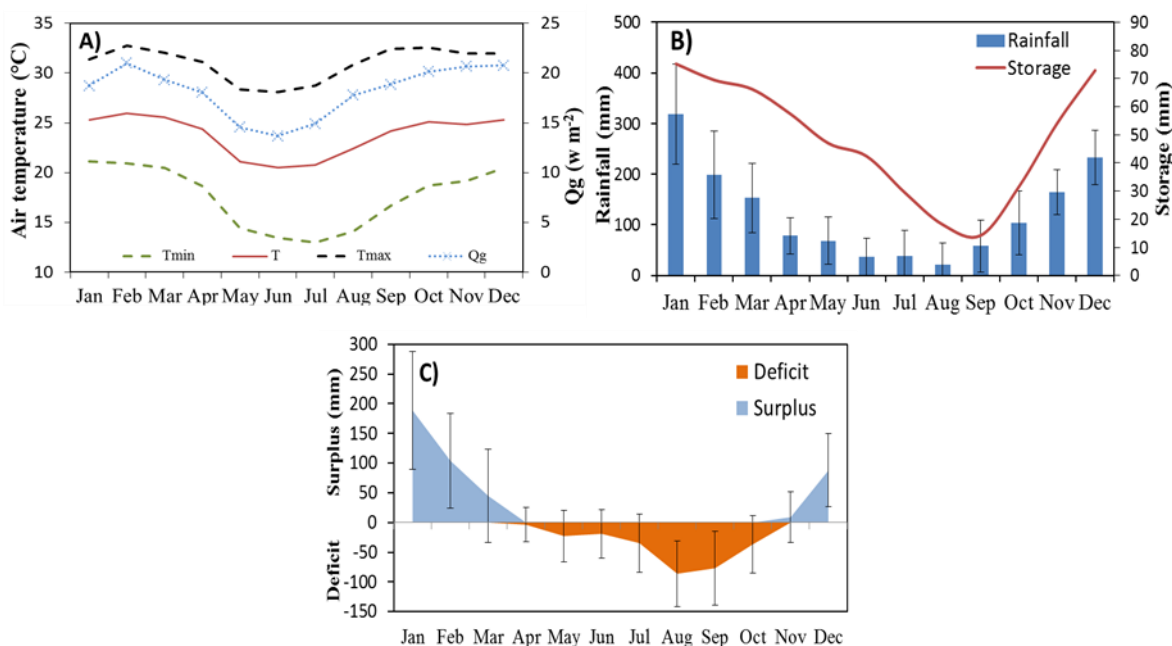 A)
Air temperature (°C)
35
30
25
20
15
10
Qg (w m-2)
25
20
15
10
5
0
Tmin T Tmax Qg
Jan Feb Mar Apr May Jun Jul Aug Sep Oct Nov Dec
B)
Rainfall
Storage
Rainfall (mm)
500
400
300
200
100
0
Storage (mm)
90
80
70
60
50
40
30
20
10
0
Jan Feb Mar Apr May Jun Jul Aug Sep Oct Nov Dec
C)
Deficit
Surplus
Surplus (mm)
Deficit
300
250
200
150
100
50
0
-50
-100
-150
Jan Feb Mar Apr May Jun Jul Aug Sep Oct Nov Dec